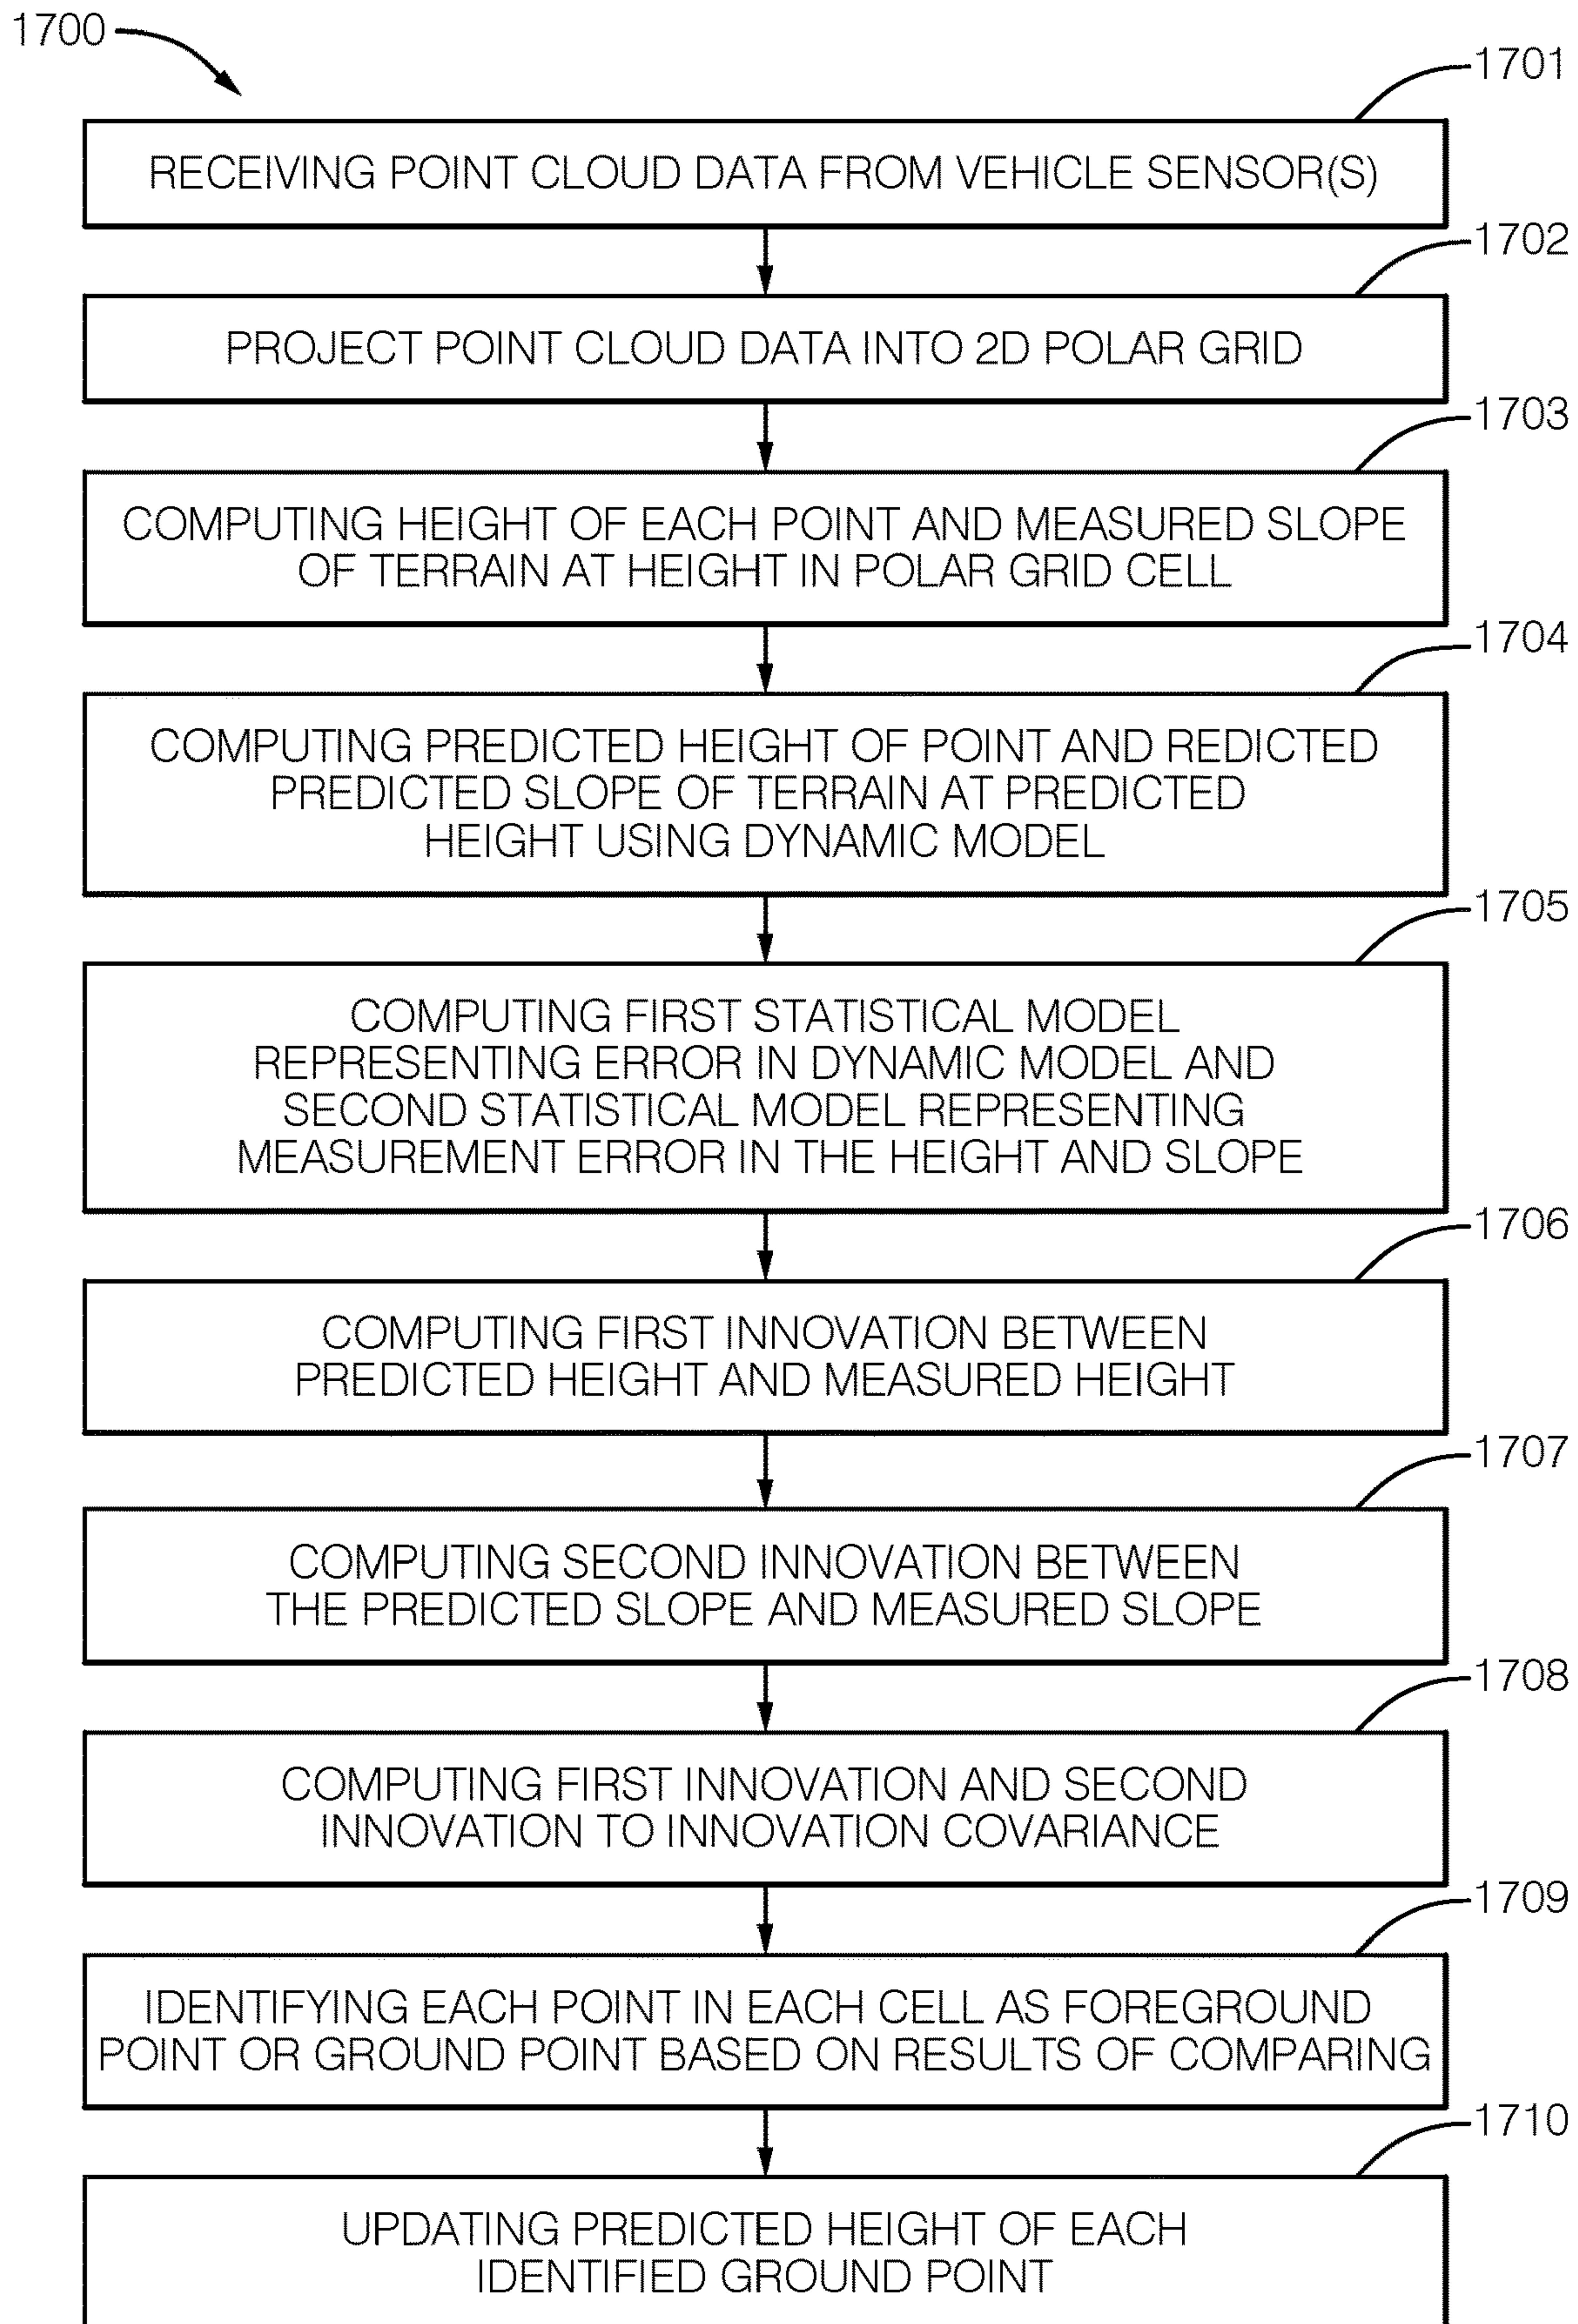 1700
1701
RECEIVING POINT CLOUD DATA FROM VEHICLE SENSOR(S)
1702
PROJECT POINT CLOUD DATA INTO 2D POLAR GRID
1703
COMPUTING HEIGHT OF EACH POINT AND MEASURED SLOPE
OF TERRAIN AT HEIGHT IN POLAR GRID CELL
1704
COMPUTING PREDICTED HEIGHT OF POINT AND REDICTED
PREDICTED SLOPE OF TERRAIN AT PREDICTED
HEIGHT USING DYNAMIC MODEL
1705
COMPUTING FIRST STATISTICAL MODEL
REPRESENTING ERROR IN DYNAMIC MODEL AND
SECOND STATISTICAL MODEL REPRESENTING
MEASUREMENT ERROR IN THE HEIGHT AND SLOPE
1706
COMPUTING FIRST INNOVATION BETWEEN
PREDICTED HEIGHT AND MEASURED HEIGHT
1707
COMPUTING SECOND INNOVATION BETWEEN
THE PREDICTED SLOPE AND MEASURED SLOPE
1708
COMPUTING FIRST INNOVATION AND SECOND
INNOVATION TO INNOVATION COVARIANCE
1709
IDENTIFYING EACH POINT IN EACH CELL AS FOREGROUND
POINT OR GROUND POINT BASED ON RESULTS OF COMPARING
1710
UPDATING PREDICTED HEIGHT OF EACH
IDENTIFIED GROUND POINT